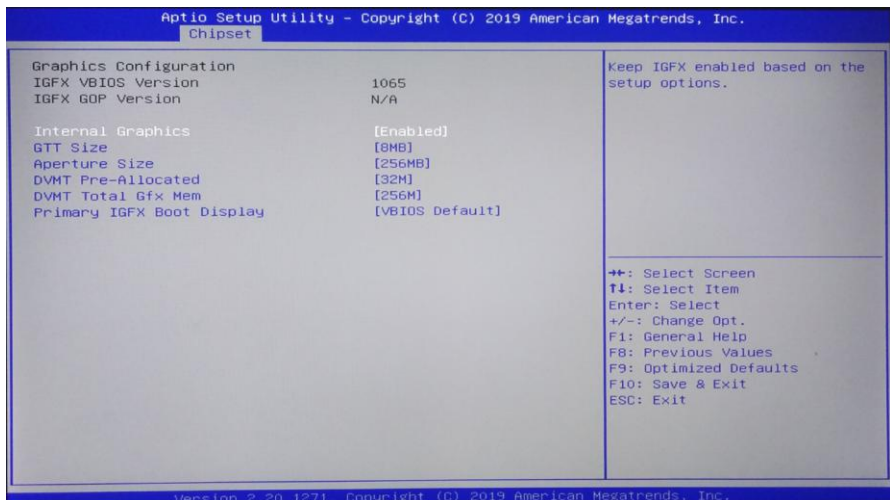 Aptio Setup Utility – Copyright (C) 2019 American Megatrends, Inc.
Chipset
Graphics Configuration
IGFX VBIOS Version 1065
IGFX GOP Version N/A
Internal Graphics [Enabled]
GTT Size [8MB]
Aperture Size [256MB]
DVMT Pre-Allocated [32M]
DVMT Total Gfx Mem [256M]
Primary IGFX Boot Display [VBIOS Default]
Keep IGFX enabled based on the
setup options.
→←: Select Screen
↑↓: Select Item
Enter: Select
+/-: Change Opt.
F1: General Help
F8: Previous Values
F9: Optimized Defaults
F10: Save & Exit
ESC: Exit
Version 2.20.1271. Copyright (C) 2019 American Megatrends, Inc.